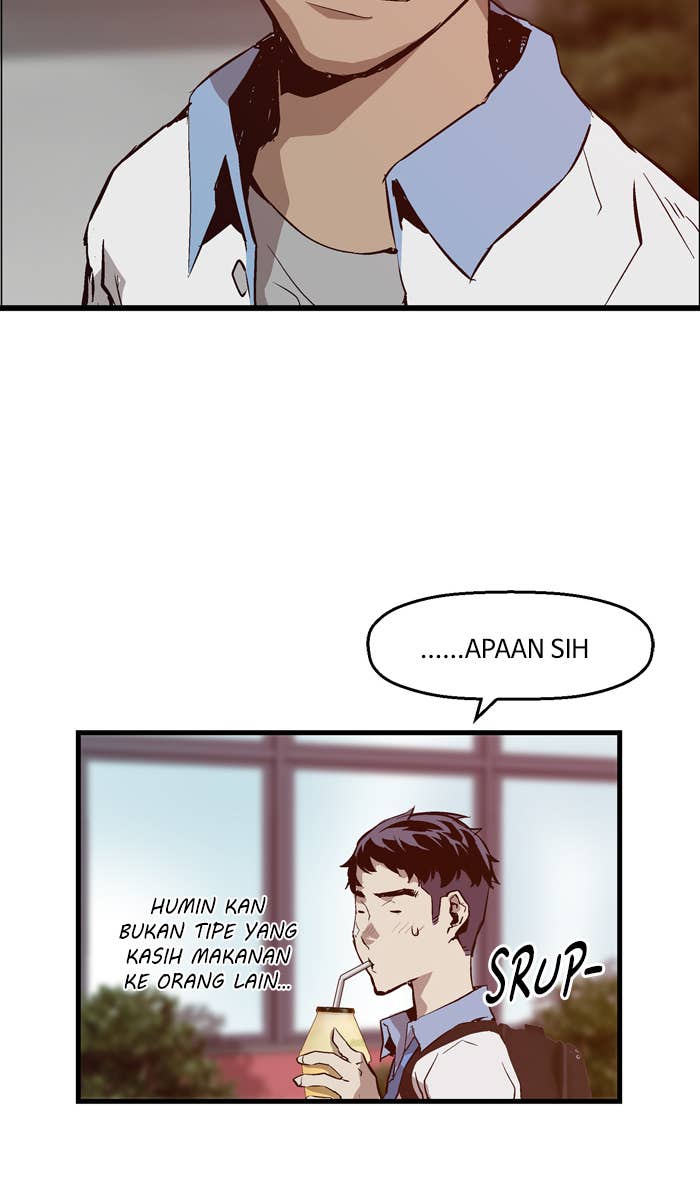 ......APAAN SIH
HUMIN KAN
BUKAN TIPE YANG
KASIH MAKANAN
KE ORANG LAIN...
SRUP-